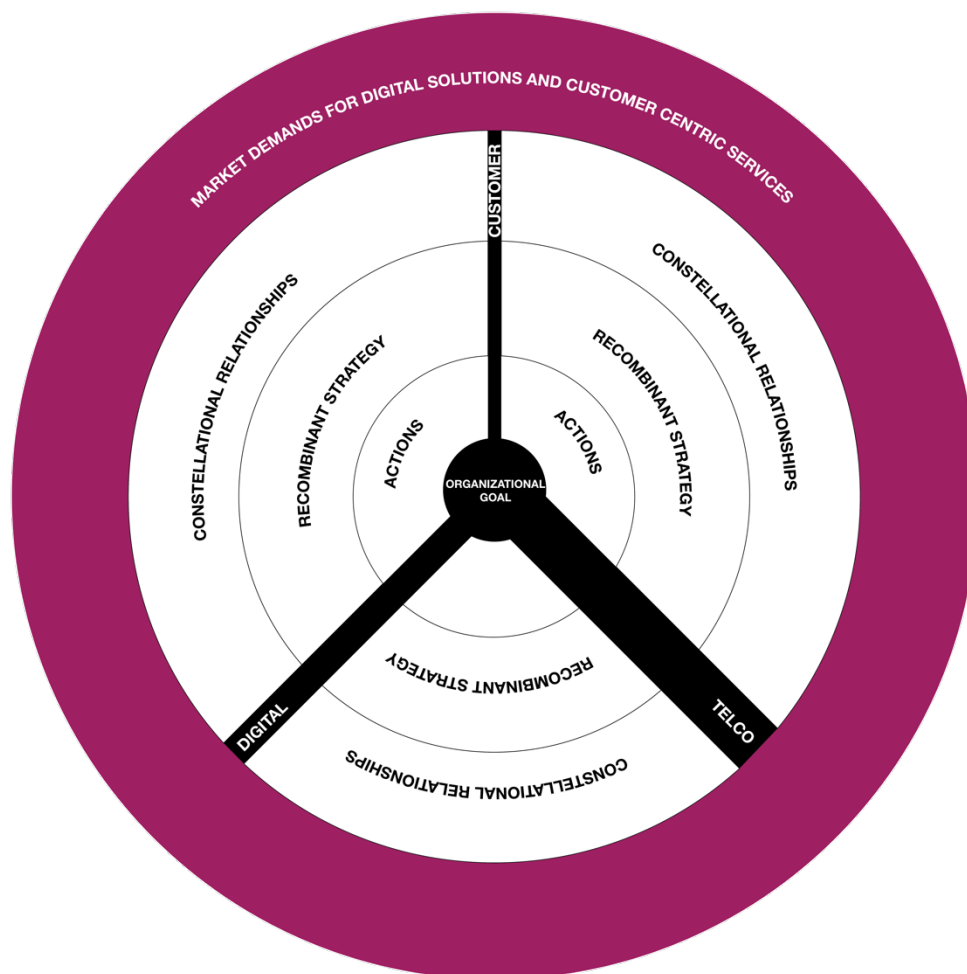 MARKET DEMANDS FOR DIGITAL SOLUTIONS AND CUSTOMER CENTRIC SERVICES
CUSTOMER
CONSTELLATIONAL RELATIONSHIPS
CONSTELLATIONAL RELATIONSHIPS
RECOMBINANT STRATEGY
RECOMBINANT STRATEGY
ACTIONS
ACTIONS
ORGANIZATIONAL
GOAL
RECOMBINANT STRATEGY
DIGITAL
TELCO
CONSTELLATIONAL RELATIONSHIPS